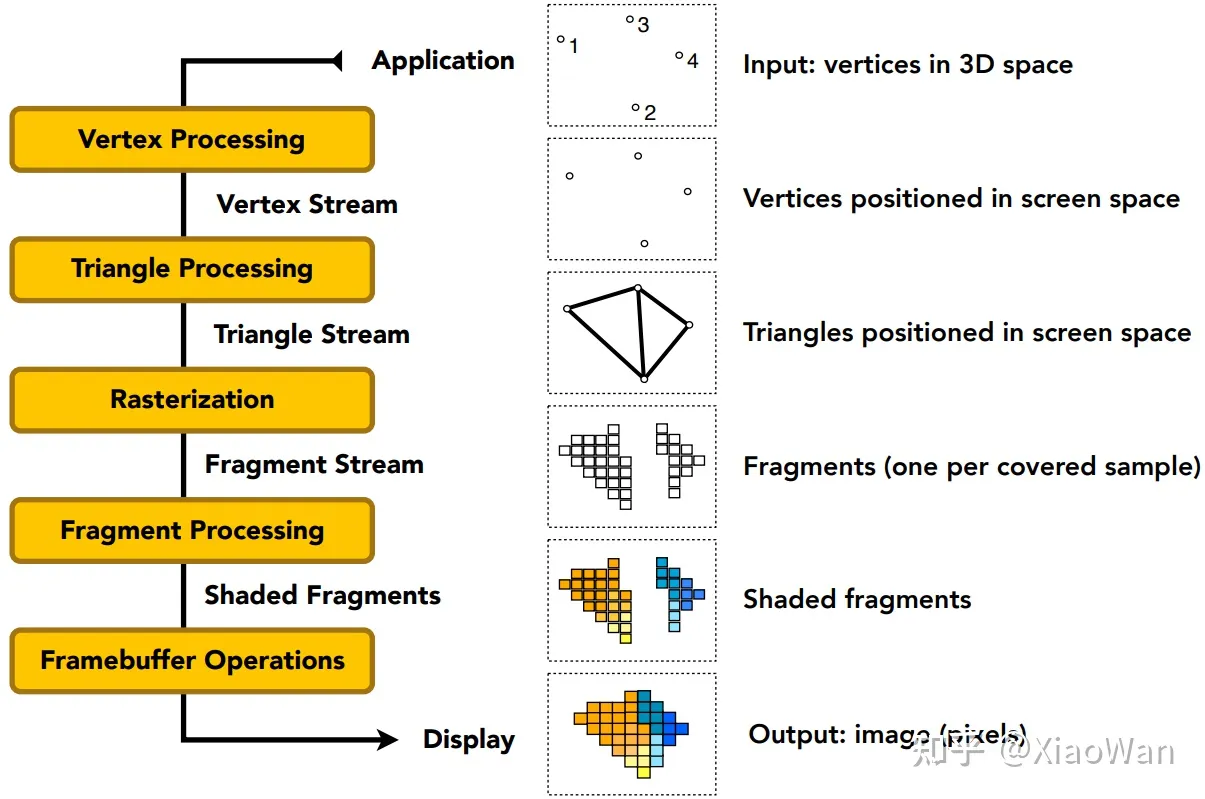 Application
3
1
4
2
Input: vertices in 3D space
Vertex Processing
Vertex Stream
Vertices positioned in screen space
Triangle Processing
Triangle Stream
Triangles positioned in screen space
Rasterization
Fragment Stream
Fragments (one per covered sample)
Fragment Processing
Shaded Fragments
Shaded fragments
Framebuffer Operations
Display
Output: image (pixels)
知乎 @XiaoWan